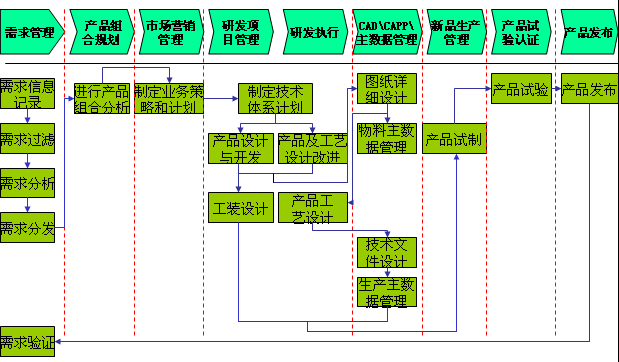 需求管理
产品组
合规划
市场营销
管理
研发项
目管理
研发执行
CAD\CAPP\
主数据管理
新品生产
管理
产品试
验认证
产品发布
需求信息
记录
进行产品
组合分析
制定业务策
略和计划
制定技术
体系计划
图纸详
细设计
产品试验
产品发布
需求过滤
产品设计
与开发
产品及工艺
设计改进
物料主数
据管理
产品试制
需求分析
需求分发
工装设计
产品工
艺设计
技术文
件设计
生产主数
据管理
需求验证